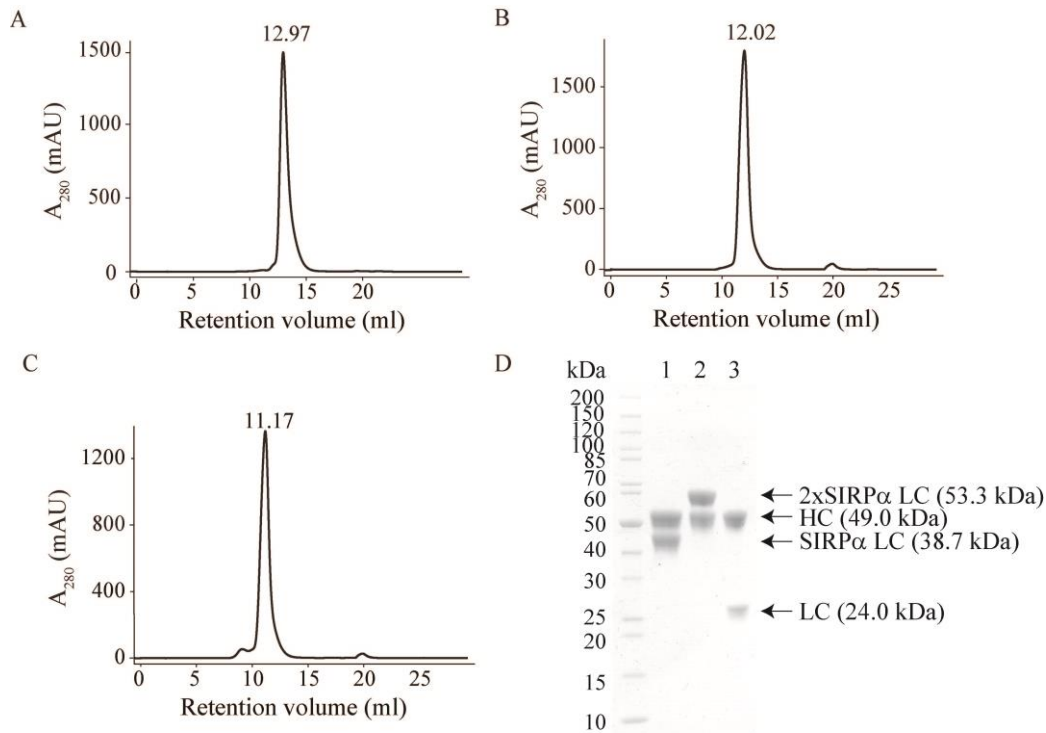 A
12.97
1500
1000
500
0
A280 (mAU)
0 5 10 15 20
Retention volume (ml)
B
12.02
1500
1000
500
0
A280 (mAU)
0 5 10 15 20 25
Retention volume (ml)
C
11.17
1200
800
400
0
A280 (mAU)
0 5 10 15 20 25
Retention volume (ml)
D
kDa 1 2 3
200
150
120
100
85
70
60
50
40
30
25
20
15
10
2xSIRPα LC (53.3 kDa)
HC (49.0 kDa)
SIRPα LC (38.7 kDa)
LC (24.0 kDa)